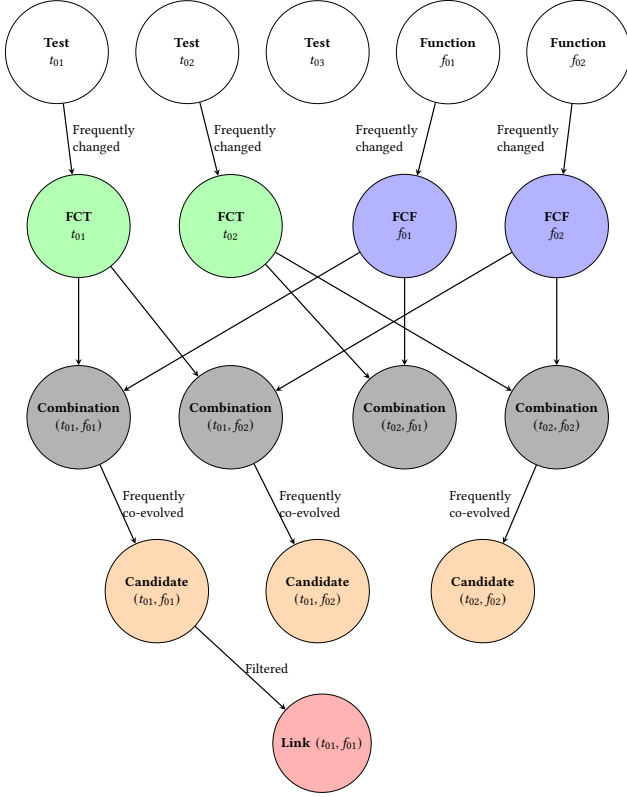 Test
t01
Test
t02
Test
t03
Function
f01
Function
f02
Frequently
changed
Frequently
changed
Frequently
changed
Frequently
changed
FCT
t01
FCT
t02
FCF
f01
FCF
f02
Combination
(t01, f01)
Combination
(t01, f02)
Combination
(t02, f01)
Combination
(t02, f02)
Frequently
co-evolved
Frequently
co-evolved
Frequently
co-evolved
Candidate
(t01, f01)
Candidate
(t01, f02)
Candidate
(t02, f02)
Filtered
Link (t01, f01)